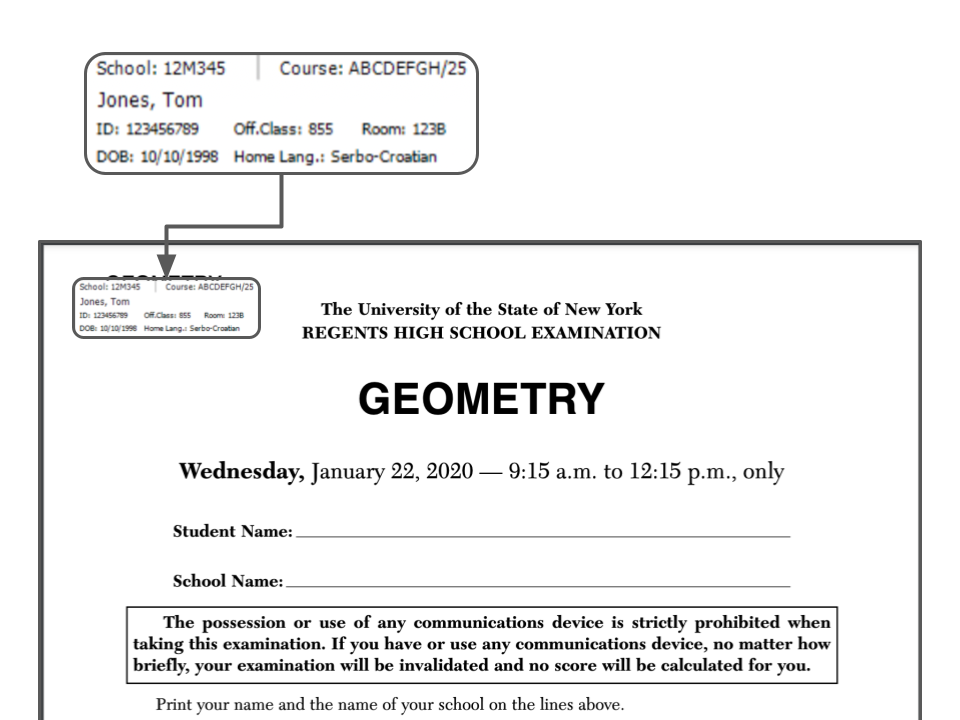 School: 12M345 Course: ABCDEFGH/25
Jones, Tom
ID: 123456789 Off.Class: 855 Room: 123B
DOB: 10/10/1998 Home Lang.: Serbo-Croatian
GEOMETRY
School: 12M345 Course: ABCDEFGH/25
Jones, Tom
ID: 123456789 Off.Class: 855 Room: 123B
DOB: 10/10/1998 Home Lang.: Serbo-Croatian
The University of the State of New York
REGENTS HIGH SCHOOL EXAMINATION
GEOMETRY
Wednesday, January 22, 2020 — 9:15 a.m. to 12:15 p.m., only
Student Name:
School Name:
The possession or use of any communications device is strictly prohibited when
taking this examination. If you have or use any communications device, no matter how
briefly, your examination will be invalidated and no score will be calculated for you.
Print your name and the name of your school on the lines above.